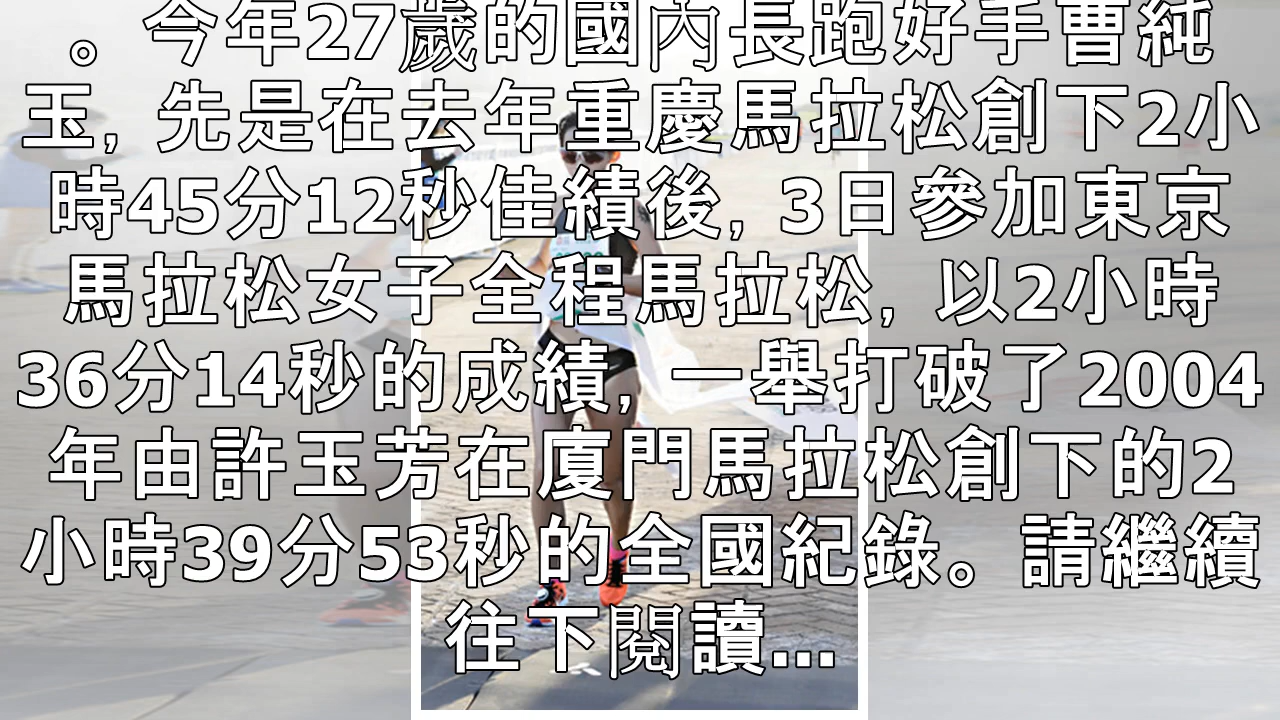 。今年27歲的國內長跑好手曹純
玉, 先是在去年重慶馬拉松創下2小
時45分12秒佳績後, 3日參加東京
馬拉松女子全程馬拉松, 以2小時
36分14秒的成績, 一舉打破了2004
年由許玉芳在廈門馬拉松創下的2
小時39分53秒的全國紀錄。請繼續
往下閱讀...